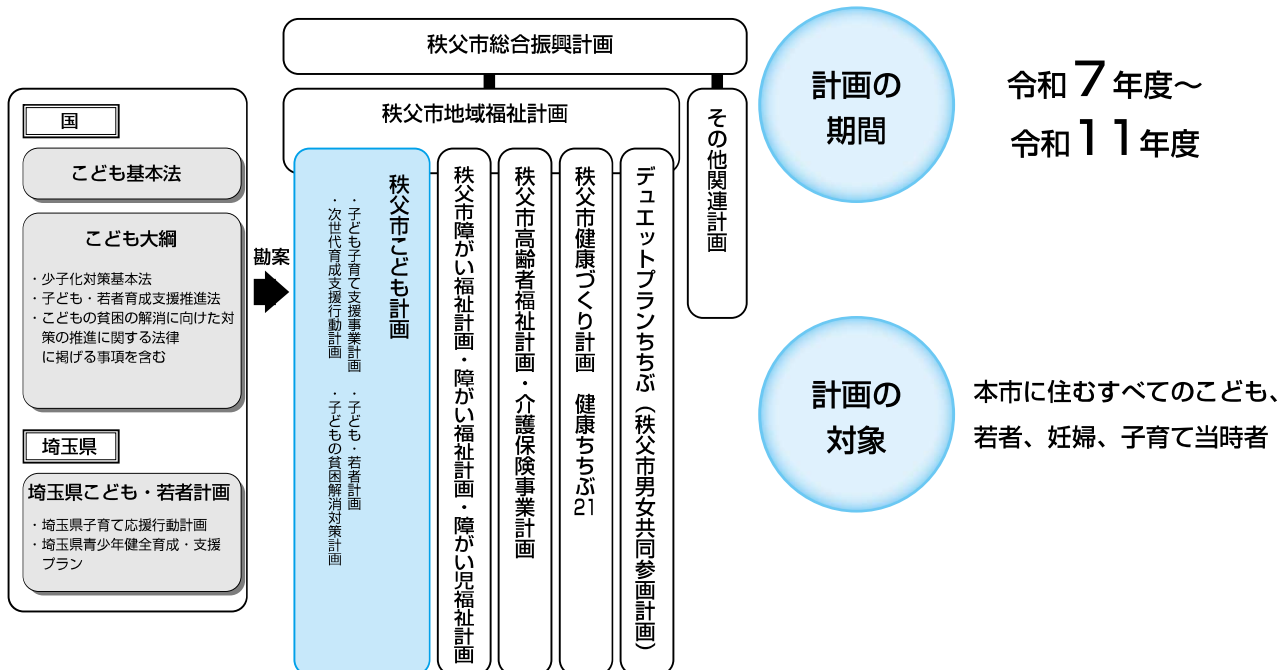 秩父市総合振興計画
国
こども基本法
こども大綱
・少子化対策基本法
・子ども・若者育成支援推進法
・こどもの貧困の解消に向けた対
策の推進に関する法律
に掲げる事項を含む
埼玉県
埼玉県こども・若者計画
・埼玉県子育て応援行動計画
・埼玉県青少年健全育成・支援
プラン
勘案
秩父市地域福祉計画
秩父市こども計画
・子ども子育て支援事業計画
・次世代育成支援行動計画
・子ども・若者計画
・子どもの貧困解消対策計画
秩父市障がい福祉計画・障がい福祉計画・障がい児福祉計画
秩父市高齢者福祉計画・介護保険事業計画
秩父市健康づくり計画 健康ちちぶ21
デュエットプランちちぶ（秩父市男女共同参画計画）
その他関連計画
計画の
期間
令和7年度～
令和11年度
計画の
対象
本市に住むすべてのこども、
若者、妊婦、子育て当時者